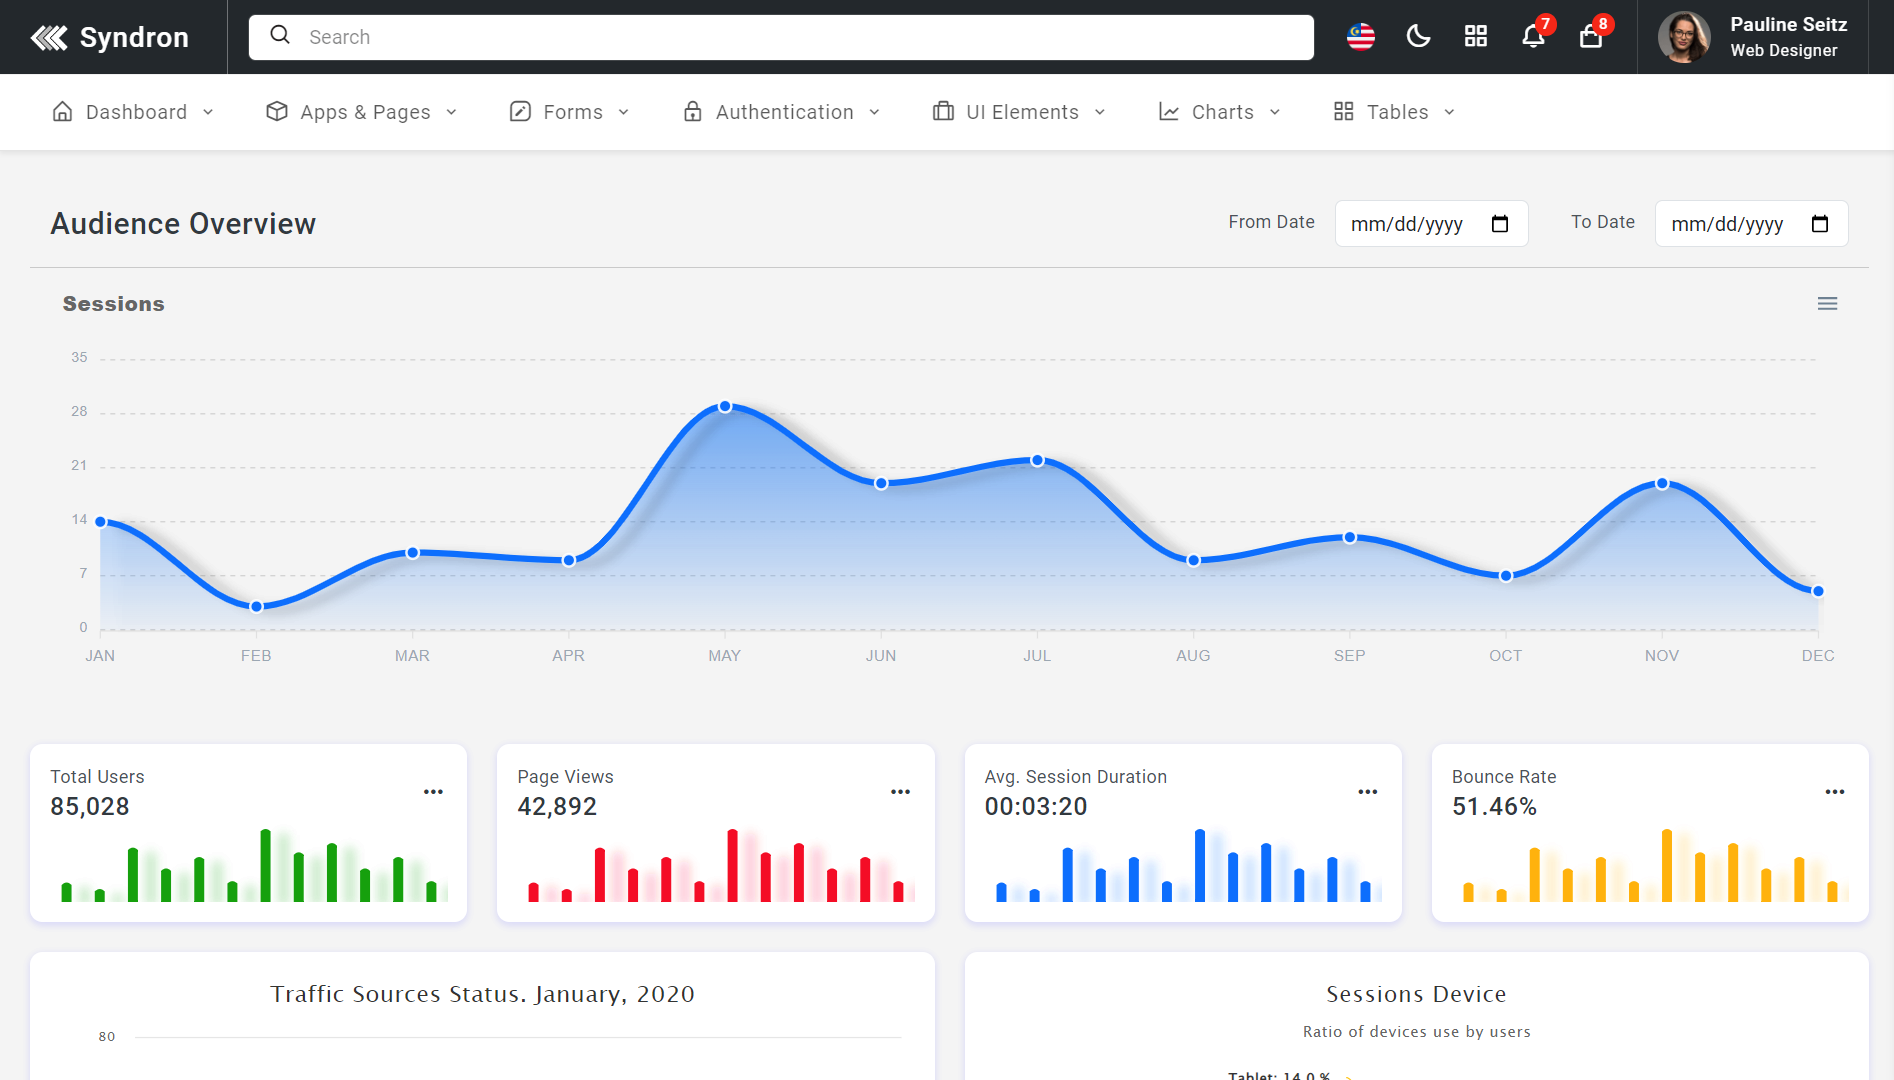 Syndron
Search
7
8
Pauline Seitz
Web Designer
Dashboard
Apps & Pages
Forms
Authentication
UI Elements
Charts
Tables
Audience Overview
From Date
mm/dd/yyyy
To Date
mm/dd/yyyy
Sessions
35
28
21
14
7
0
JAN
FEB
MAR
APR
MAY
JUN
JUL
AUG
SEP
OCT
NOV
DEC
Total Users
85,028
Page Views
42,892
Avg. Session Duration
00:03:20
Bounce Rate
51.46%
Traffic Sources Status. January, 2020
80
Sessions Device
Ratio of devices use by users
Tablet: 14.0 %